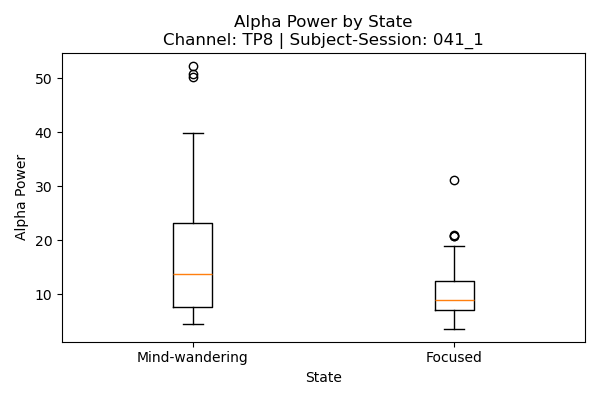 Alpha Power by State
Channel: TP8 | Subject-Session: 041_1
50
40
30
20
10
Alpha Power
Mind-wandering
Focused
State